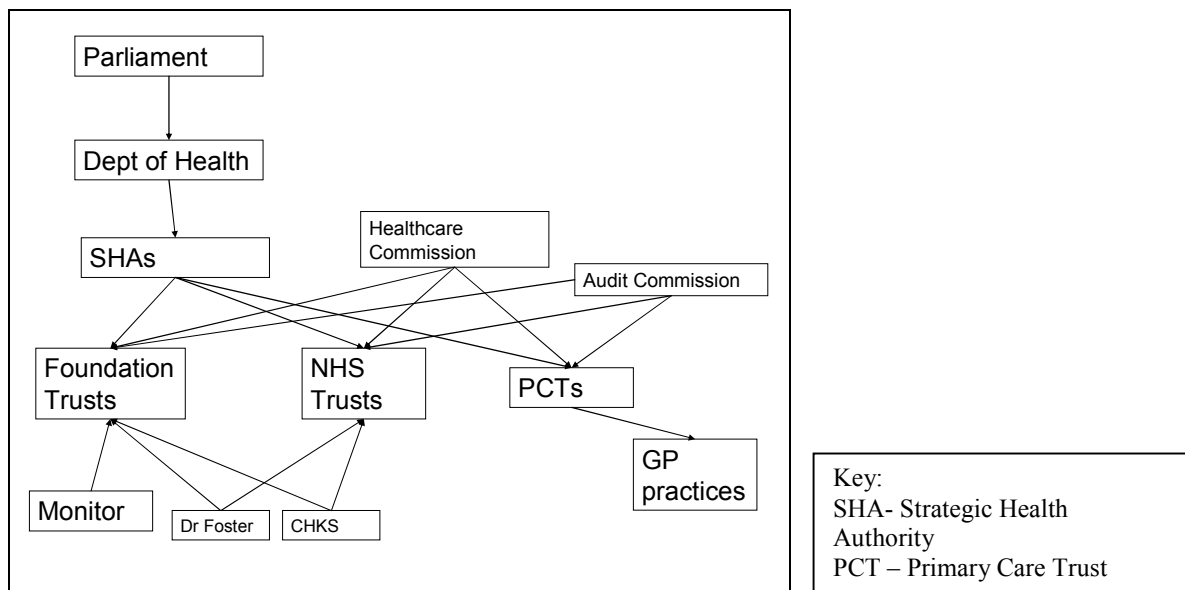 Parliament
Dept of Health
SHAs
Healthcare
Commission
Audit Commission
Foundation
Trusts
NHS
Trusts
PCTs
GP
practices
Monitor
Dr Foster
CHKS
Key:
SHA- Strategic Health
Authority
PCT – Primary Care Trust